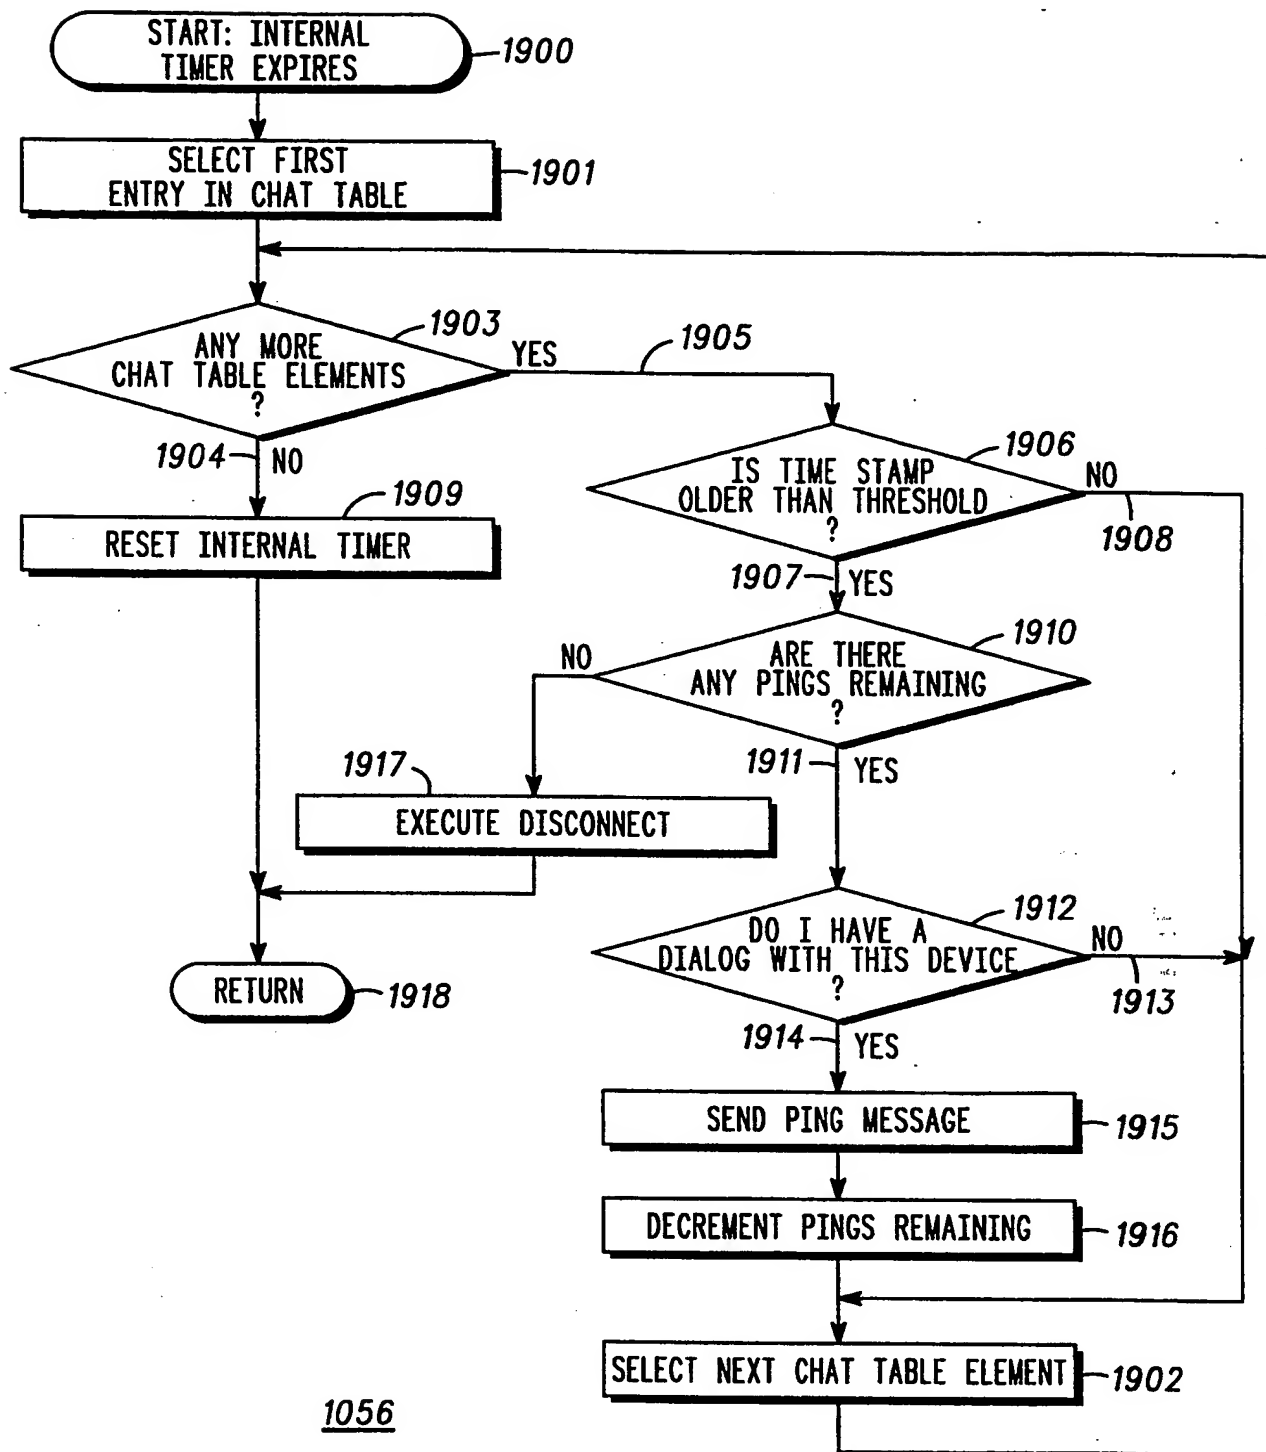 START: INTERNAL
TIMER EXPIRES
1900
SELECT FIRST
ENTRY IN CHAT TABLE
1901
1903
ANY MORE
CHAT TABLE ELEMENTS
?
YES
1905
1904
NO
1906
IS TIME STAMP
OLDER THAN THRESHOLD
?
NO
1908
1909
RESET INTERNAL TIMER
1907
YES
1910
ARE THERE
ANY PINGS REMAINING
?
NO
1911
YES
1917
EXECUTE DISCONNECT
1912
DO I HAVE A
DIALOG WITH THIS DEVICE
?
NO
1913
RETURN
1918
1914
YES
SEND PING MESSAGE
1915
DECREMENT PINGS REMAINING
1916
SELECT NEXT CHAT TABLE ELEMENT
1902
1056